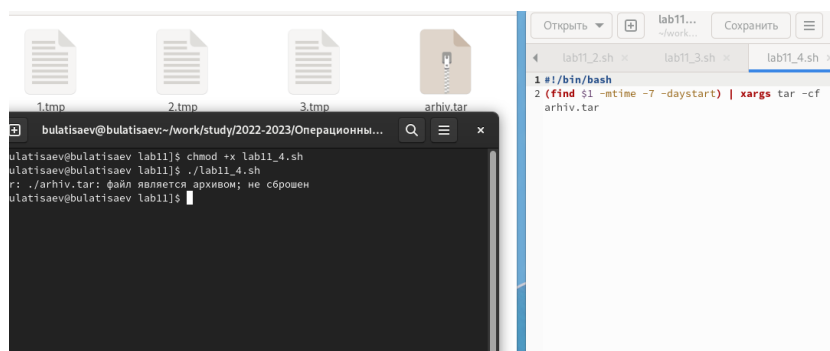 1.tmp
2.tmp
3.tmp
arhiv.tar
bulatisaev@bulatisaev:~/work/study/2022-2023/Операционны...
ulatisaev@bulatisaev lab11]$ chmod +x lab11_4.sh
ulatisaev@bulatisaev lab11]$ ./lab11_4.sh
r: ./arhiv.tar: файл является архивом; не сброшен
ulatisaev@bulatisaev lab11]$
Открыть
lab11...
~/work...
Сохранить
lab11_2.sh ×
lab11_3.sh ×
lab11_4.sh
1 #!/bin/bash
2 (find $1 -mtime -7 -daystart) | xargs tar -cf
arhiv.tar